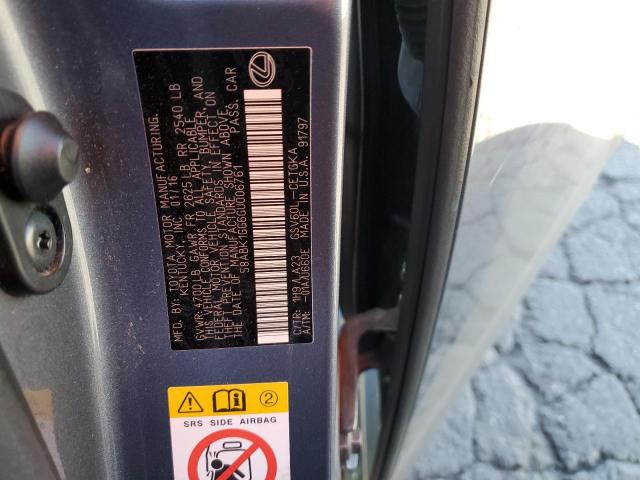 MFD. BY: TOYOTA MOTOR MANUFACTURING,
KENTUCKY, INC. 01/16
GVWR: LB GAWR: FR 2625 LB RR 2540 LB
THIS VEHICLE CONFORMS TO ALL APPLICABLE
FEDERAL MOTOR VEHICLE SAFETY, BUMPER, AND
THEFT PREVENTION STANDARDS IN EFFECT ON
THE DATE OF MANUFACTURE SHOWN ABOVE.
58ABK1GG6GU006761 PASS. CAR
C/TR: 1H9/LA23 GSV60L-CETGKA
A/TM: -01A/U660E MADE IN U.S.A. 91797
2
SRS SIDE AIRBAG